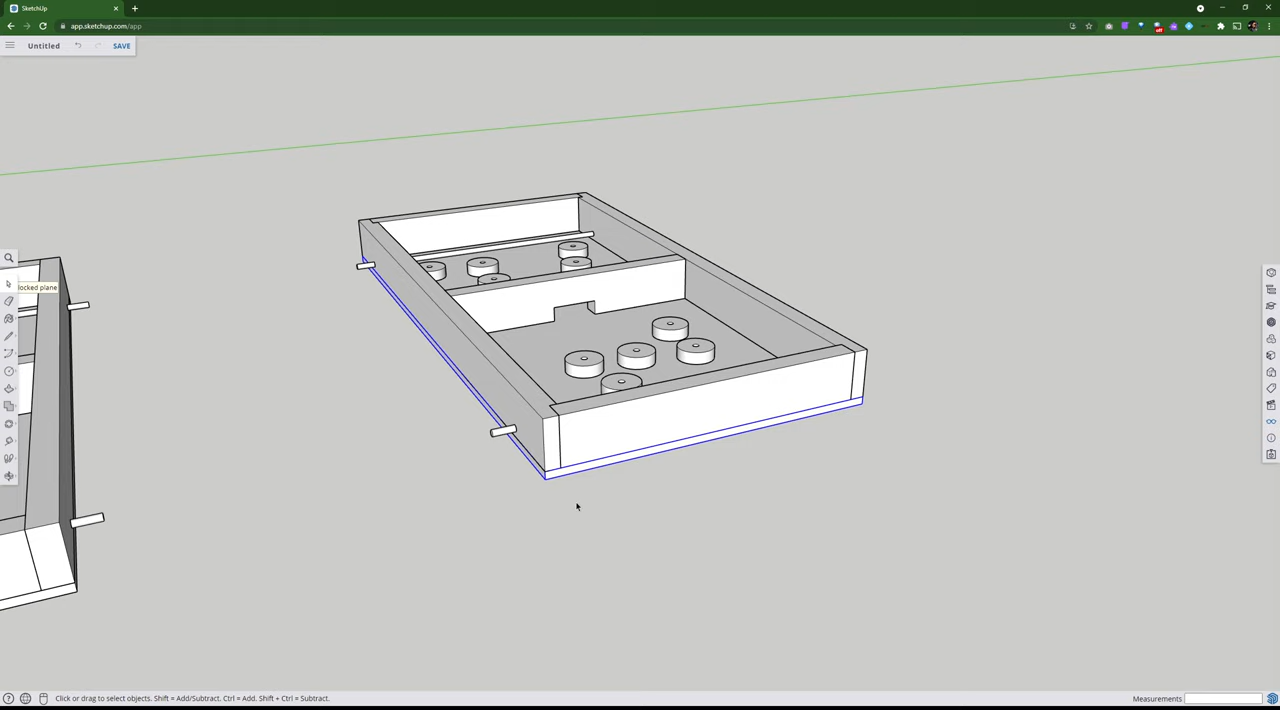 SketchUp
app.sketchup.com/app
off
Untitled
SAVE
locked plane
Click or drag to select objects. Shift = Add/Subtract. Ctrl = Add. Shift + Ctrl = Subtract.
Measurements